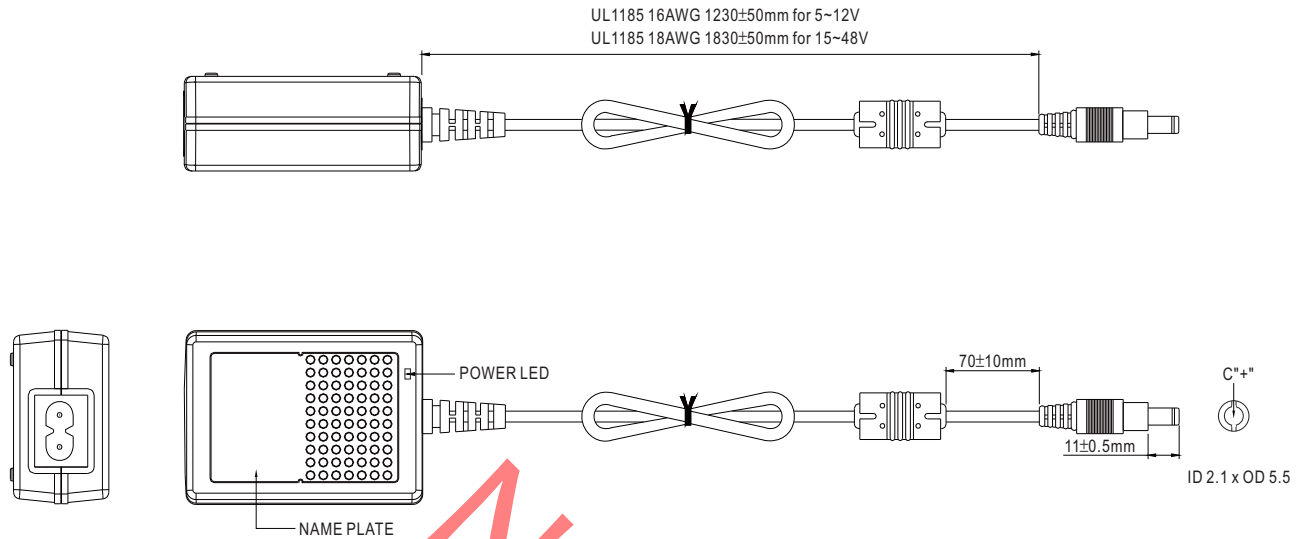 UL1185 16AWG 1230±50mm for 5~12V
UL1185 18AWG 1830±50mm for 15~48V
POWER LED
70±10mm
C"+"
11±0.5mm
ID 2.1 x OD 5.5
NAME PLATE